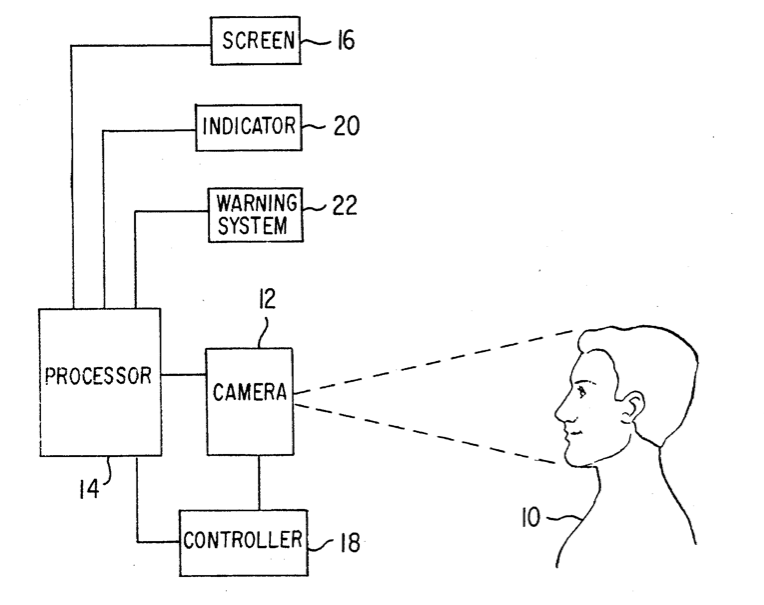 SCREEN 16
INDICATOR 20
WARNING 22
SYSTEM
12
PROCESSOR
CAMERA
14
10
CONTROLLER 18